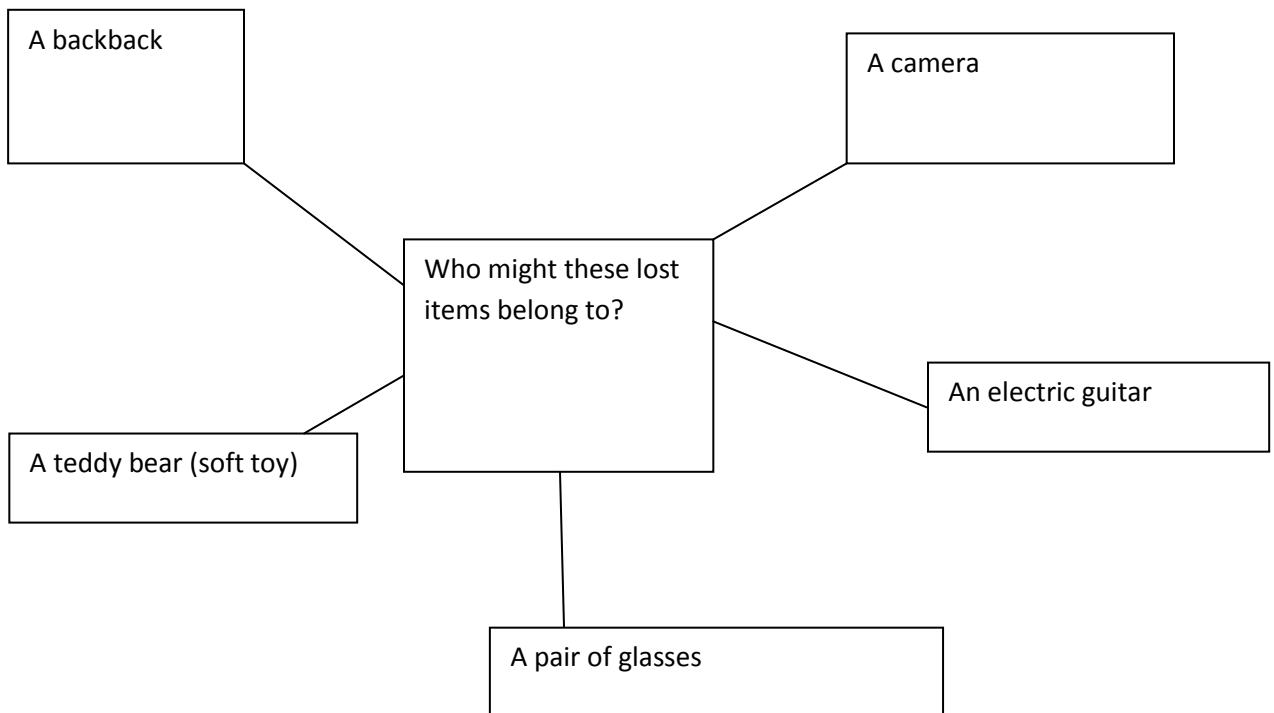 A backback
A camera
Who might these lost
items belong to?
An electric guitar
A teddy bear (soft toy)
A pair of glasses